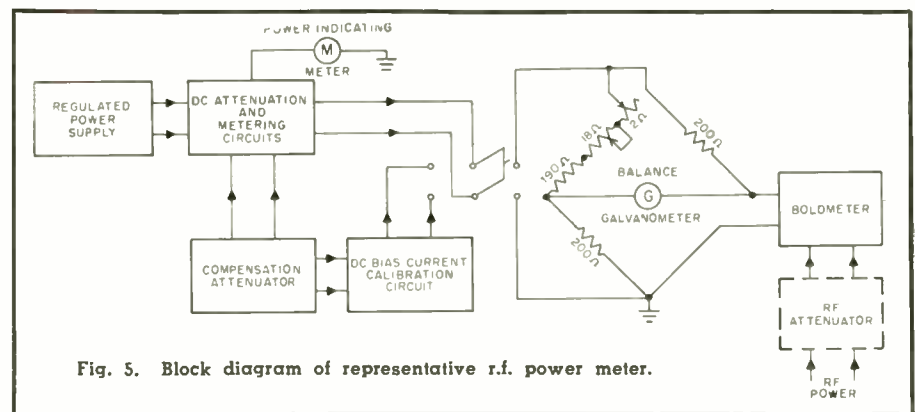 POWER INDICATING
M
METER
REGULATED
POWER
SUPPLY
DC ATTENUATION
AND
METERING
CIRCUITS
COMPENSATION
ATTENUATOR
DC BIAS CURRENT
CALIBRATION
CIRCUIT
190Ω
18Ω
2Ω
200Ω
BALANCE
G
GALVANOMETER
200Ω
BOLDMETER
RF
ATTENUATOR
RF
POWER
Fig. 5. Block diagram of representative r.f. power meter.